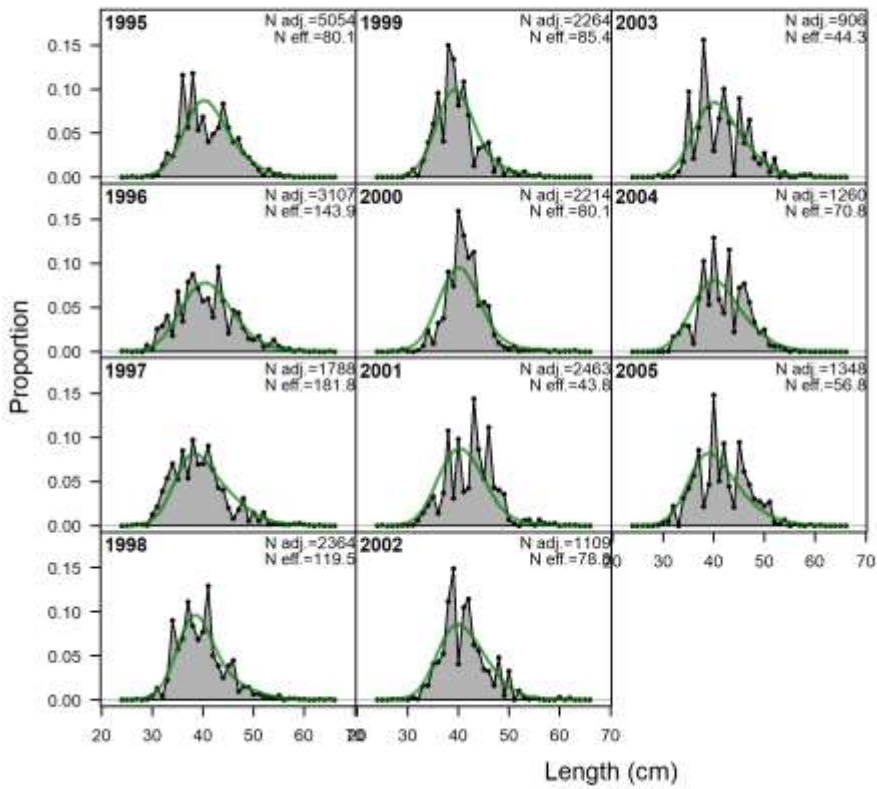 1995
N adj.=5054
N eff.=80.1
1999
N adj.=2264
N eff.=85.4
2003
N adj.=906
N eff.=44.3
0.15
0.10
0.05
0.00
1996
N adj.=3107
N eff.=143.9
2000
N adj.=2214
N eff.=80.1
2004
N adj.=1260
N eff.=70.8
0.15
0.10
0.05
0.00
Proportion
1997
N adj.=1788
N eff.=181.8
2001
N adj.=2463
N eff.=43.8
2005
N adj.=1348
N eff.=56.8
0.15
0.10
0.05
0.00
1998
N adj.=2364
N eff.=119.5
2002
N adj.=1109
N eff.=78.
20 30 40 50 60 70
0.15
0.10
0.05
0.00
20 30 40 50 60 70
20 30 40 50 60 70
Length (cm)